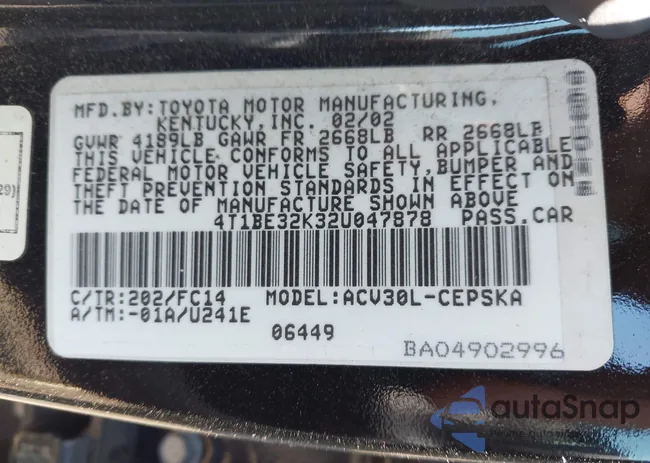 MFD.BY:TOYOTA MOTOR MANUFACTURING,
KENTUCKY,INC. 02/02
GVWR 4189LB GAWR FR 2668LB RR 2668LB
THIS VEHICLE CONFORMS TO ALL APPLICABLE
FEDERAL MOTOR VEHICLE SAFETY,BUMPER AND
THEFT PREVENTION STANDARDS IN EFFECT ON
THE DATE OF MANUFACTURE SHOWN ABOVE
4T1BE32K32U047878 PASS.CAR
C/TR:202/FC14 MODEL:ACV30L-CEPSKA
A/TM:-01A/U241E
06449
BA04902996
29)
autaSnap